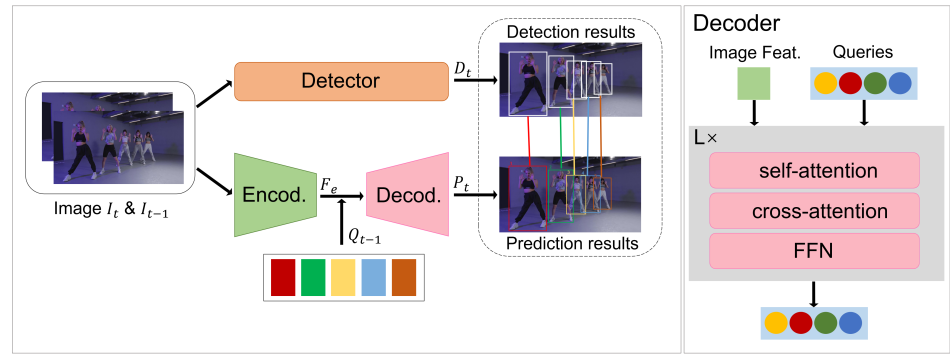 Image I_t & I_{t-1}
Detector
D_t
Encod.
F_e
Q_{t-1}
Decod.
P_t
Detection results
Prediction results
Decoder
Image Feat.
Queries
L×
self-attention
cross-attention
FFN